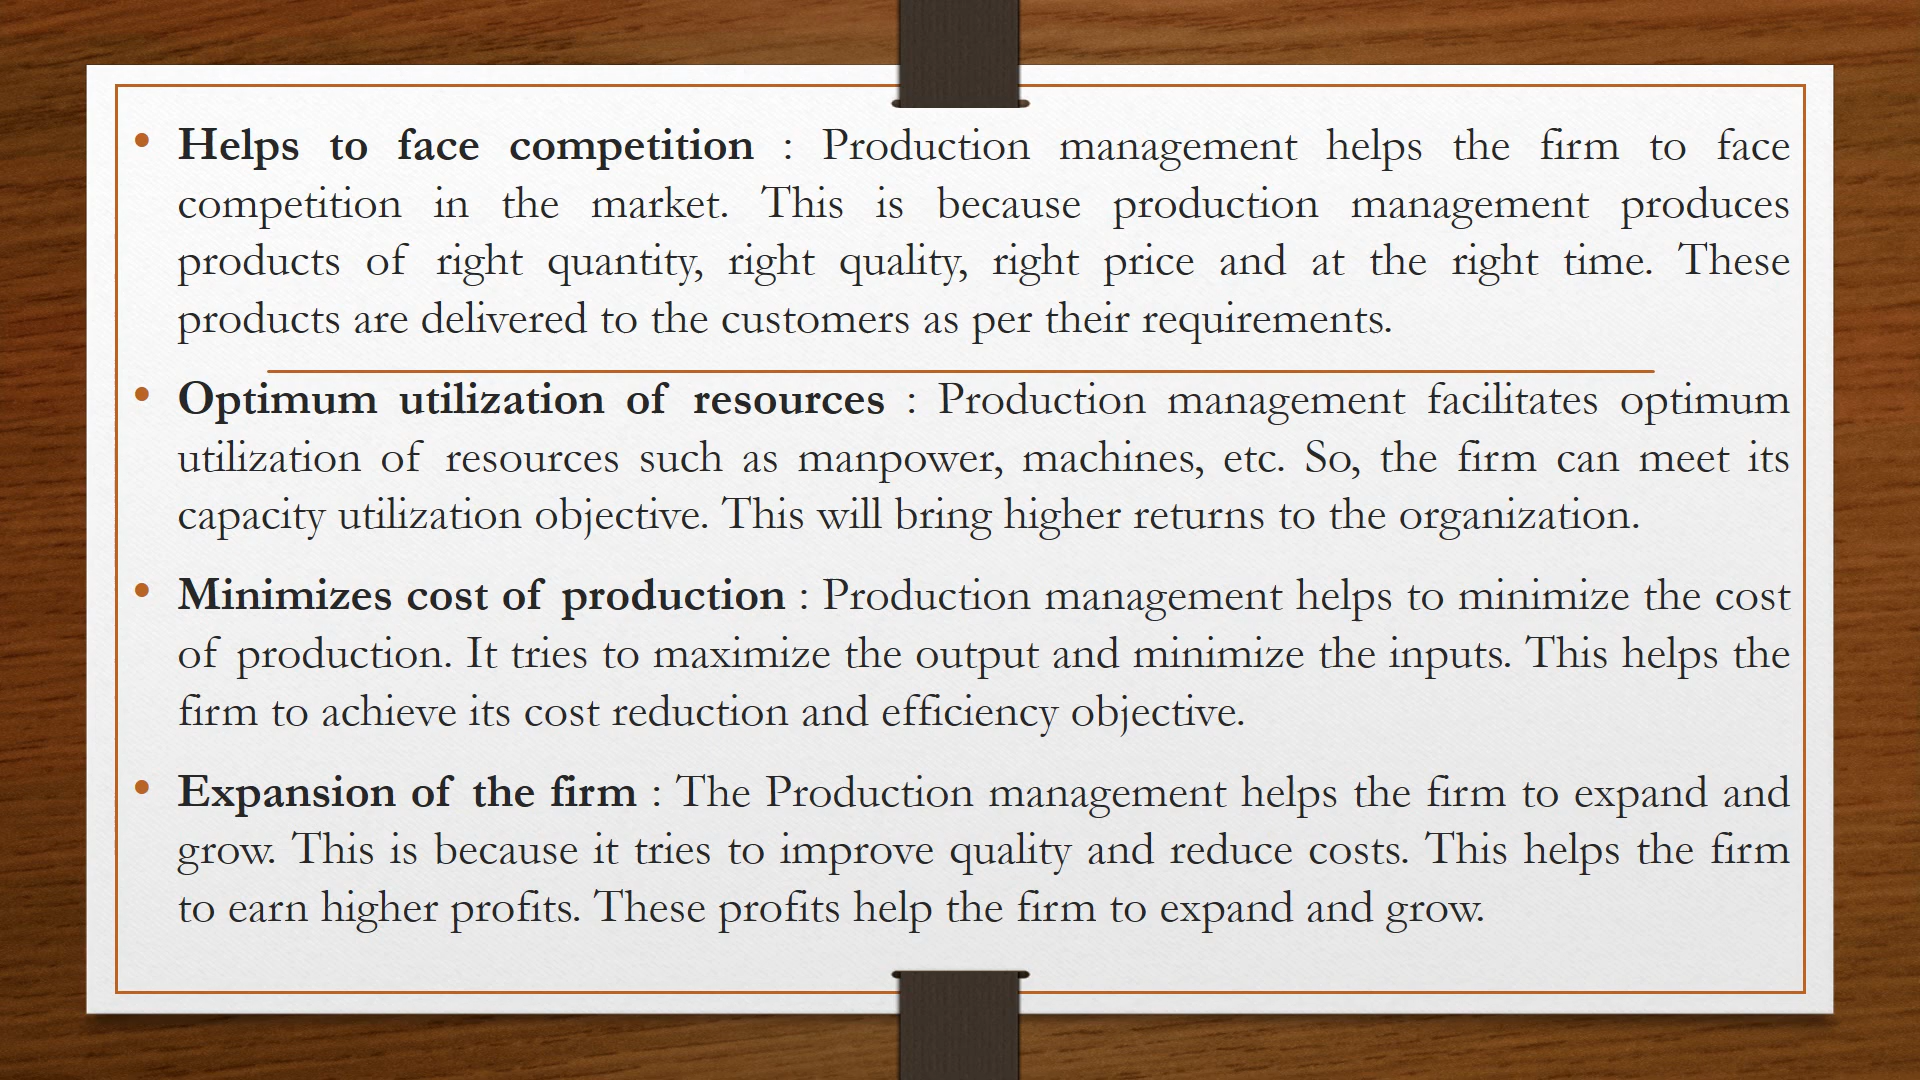 • Helps to face competition : Production management helps the firm to face
competition in the market. This is because production management produces
products of right quantity, right quality, right price and at the right time. These
products are delivered to the customers as per their requirements.
• Optimum utilization of resources : Production management facilitates optimum
utilization of resources such as manpower, machines, etc. So, the firm can meet its
capacity utilization objective. This will bring higher returns to the organization.
• Minimizes cost of production : Production management helps to minimize the cost
of production. It tries to maximize the output and minimize the inputs. This helps the
firm to achieve its cost reduction and efficiency objective.
• Expansion of the firm : The Production management helps the firm to expand and
grow. This is because it tries to improve quality and reduce costs. This helps the firm
to earn higher profits. These profits help the firm to expand and grow.